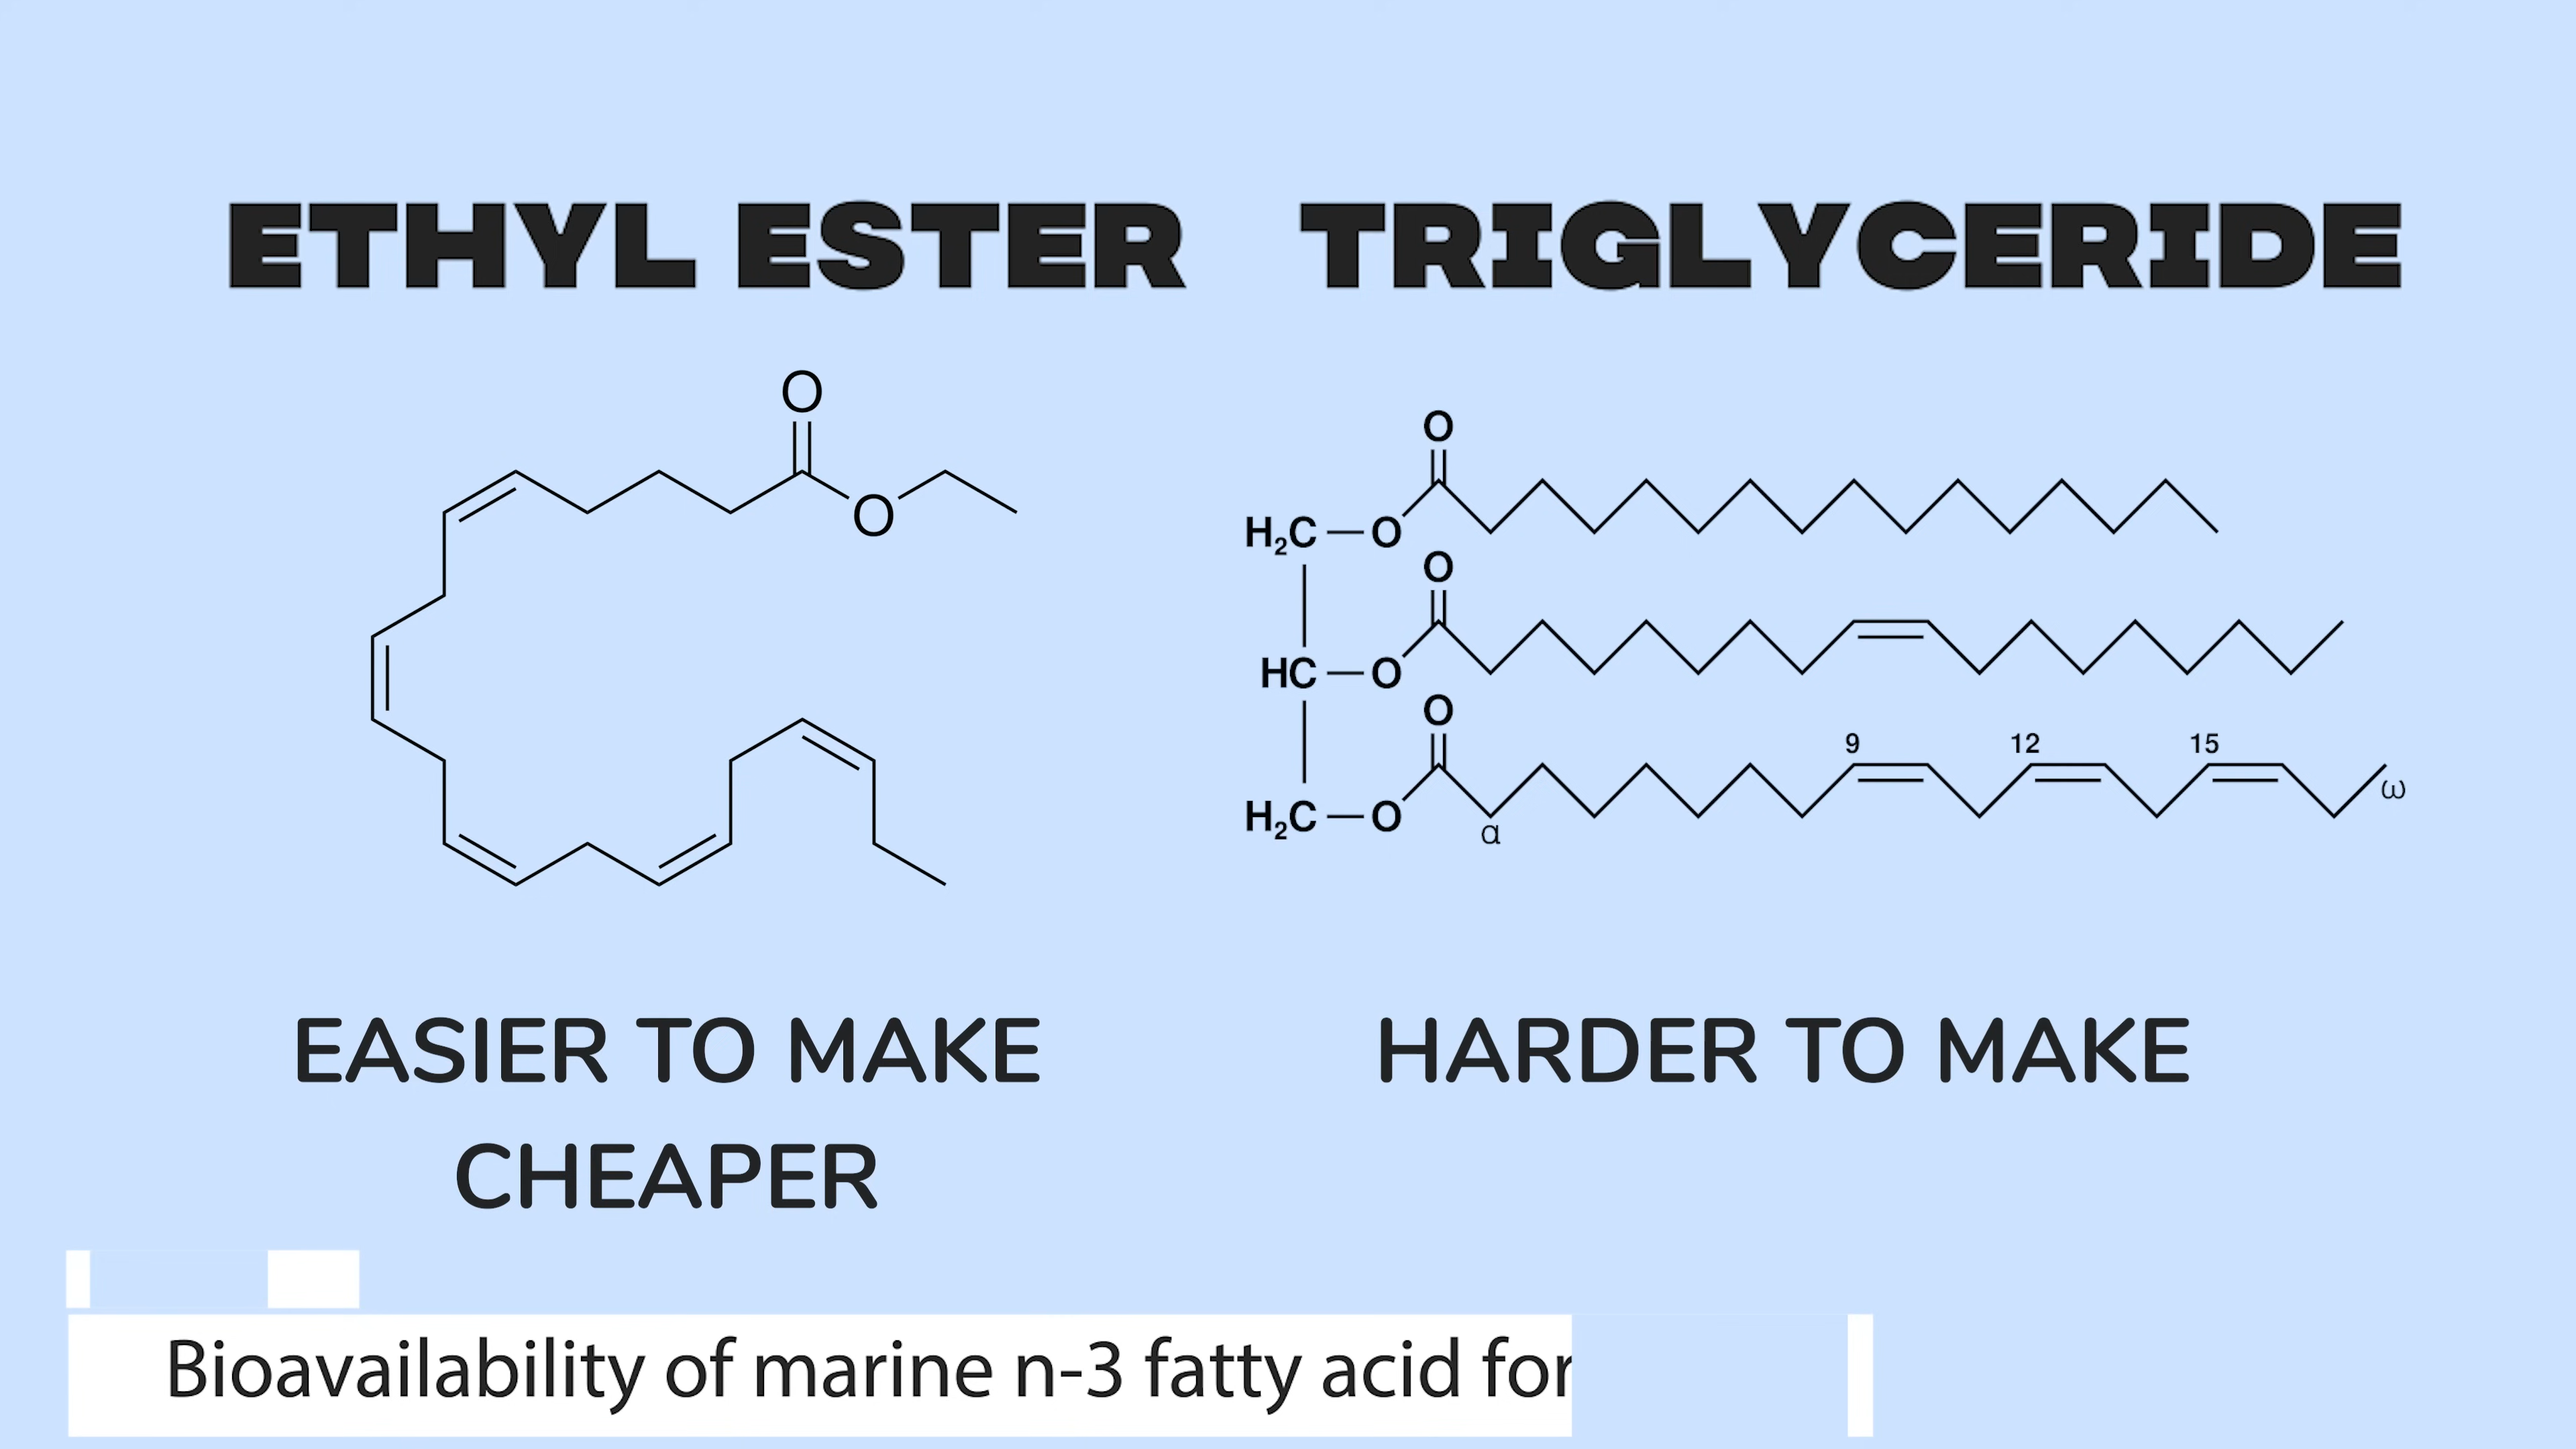 ETHYL ESTER
TRIGLYCERIDE
O
O
O
H₂C—O
O
HC—O
O
9
12
15
H₂C—O
α
ω
EASIER TO MAKE
CHEAPER
HARDER TO MAKE
Bioavailability of marine n-3 fatty acid for